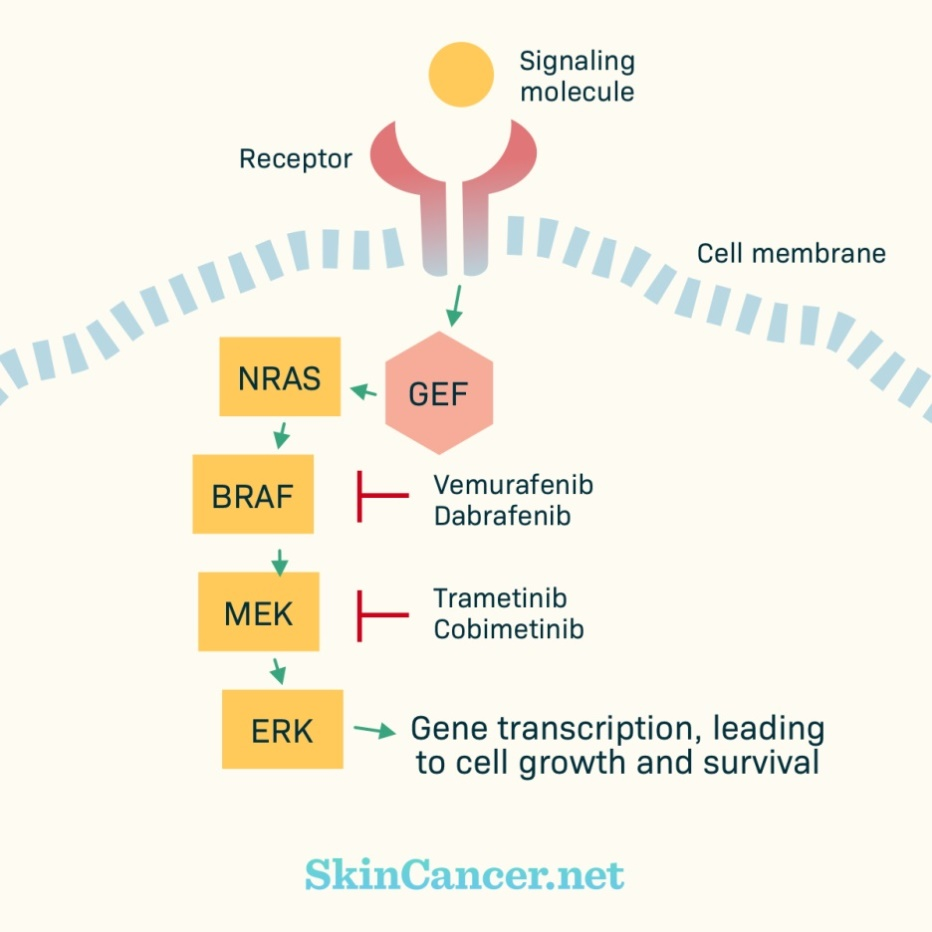 Signaling
molecule
Receptor
Cell membrane
NRAS
GEF
BRAF
Vemurafenib
Dabrafenib
MEK
Trametinib
Cobimetinib
ERK
Gene transcription, leading
to cell growth and survival
SkinCancer.net